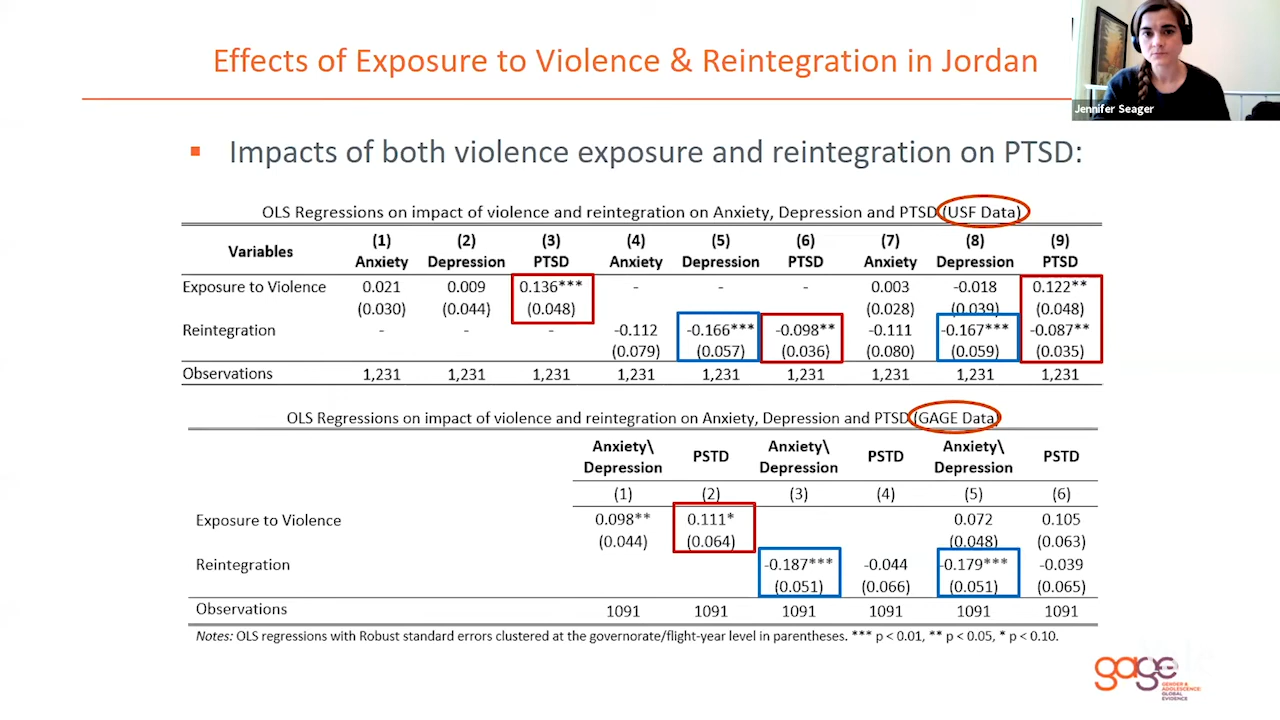 Effects of Exposure to Violence & Reintegration in Jordan
Jennifer Seager
▪ Impacts of both violence exposure and reintegration on PTSD:
OLS Regressions on impact of violence and reintegration on Anxiety, Depression and PTSD (USF Data)
Variables (1) (2) (3) (4) (5) (6) (7) (8) (9)
Anxiety Depression PTSD Anxiety Depression PTSD Anxiety Depression PTSD
Exposure to Violence 0.021 0.009 0.136*** - - - 0.003 -0.018 0.122**
(0.030) (0.044) (0.048) (0.028) (0.039) (0.048)
Reintegration - - - -0.112 -0.166*** -0.098** -0.111 -0.167*** -0.087**
(0.079) (0.057) (0.036) (0.080) (0.059) (0.035)
Observations 1,231 1,231 1,231 1,231 1,231 1,231 1,231 1,231 1,231
OLS Regressions on impact of violence and reintegration on Anxiety, Depression and PTSD (GAGE Data)
Anxiety\ Depression PSTD Anxiety\ Depression PSTD Anxiety\ Depression PSTD
(1) (2) (3) (4) (5) (6)
Exposure to Violence 0.098** 0.111* 0.072 0.105
(0.044) (0.064) (0.048) (0.063)
Reintegration -0.187*** -0.044 -0.179*** -0.039
(0.051) (0.066) (0.051) (0.065)
Observations 1091 1091 1091 1091 1091 1091
Notes: OLS regressions with Robust standard errors clustered at the governorate/flight-year level in parentheses. *** p < 0.01, ** p < 0.05, * p < 0.10.
gage
GENDER &
ADOLESCENCE:
GLOBAL
EVIDENCE